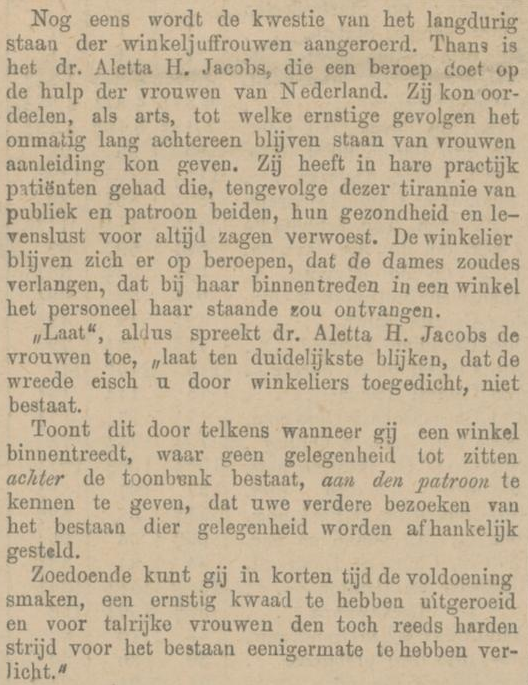 Nog eens wordt de kwestie van het langdurig
staan der winkeljuffrouwen aangeroerd. Thans is
het dr. Aletta H. Jacobs, die een beroep doet op
de hulp der vrouwen van Nederland. Zij kon oor-
deelen, als arts, tot welke ernstige gevolgen het
onmatig lang achtereen blijven staan van vrouwen
aanleiding kon geven. Zij heeft in hare practijk
patiënten gehad die, tengevolge dezer tirannie van
publiek en patroon beiden, hun gezondheid en le-
venslust voor altijd zagen verwoest. De winkelier
blijven zich er op beroepen, dat de dames zoudes
verlangen, dat bij haar binnentreden in een winkel
het personeel haar staande zou ontvangen.
„Laat“, aldus spreekt dr. Aletta H. Jacobs de
vrouwen toe, „laat ten duidelijkste blijken, dat de
wreede eisch u door winkeliers toegedicht, niet
bestaat.
Toont dit door telkens wanneer gij een winkel
binnentreedt, waar geen gelegenheid tot zitten
achter de toonbank bestaat, aan den patroon te
kennen te geven, dat uwe verdere bezoeken van
het bestaan dier gelegenheid worden afhankelijk
gesteld.
Zoedoende kunt gij in korten tijd de voldoening
smaken, een ernstig kwaad te hebben uitgeroeid
en voor talrijke vrouwen den toch reeds harden
strijd voor het bestaan eenigermate te hebben ver-
licht.“